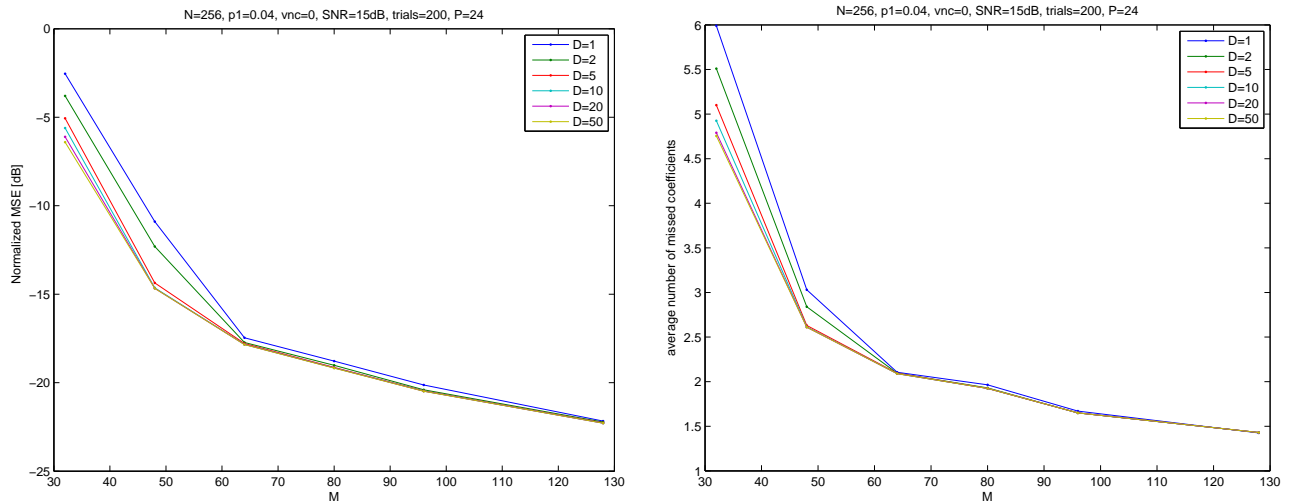 N=256, p1=0.04, vnc=0, SNR=15dB, trials=200, P=24
0
−5
−10
−15
−20
−25
Normalized MSE [dB]
30
40
50
60
70
80
90
100
110
120
130
M
D=1
D=2
D=5
D=10
D=20
D=50
N=256, p1=0.04, vnc=0, SNR=15dB, trials=200, P=24
6
5.5
5
4.5
4
3.5
3
2.5
2
1.5
1
average number of missed coefficients
30
40
50
60
70
80
90
100
110
120
130
M
D=1
D=2
D=5
D=10
D=20
D=50